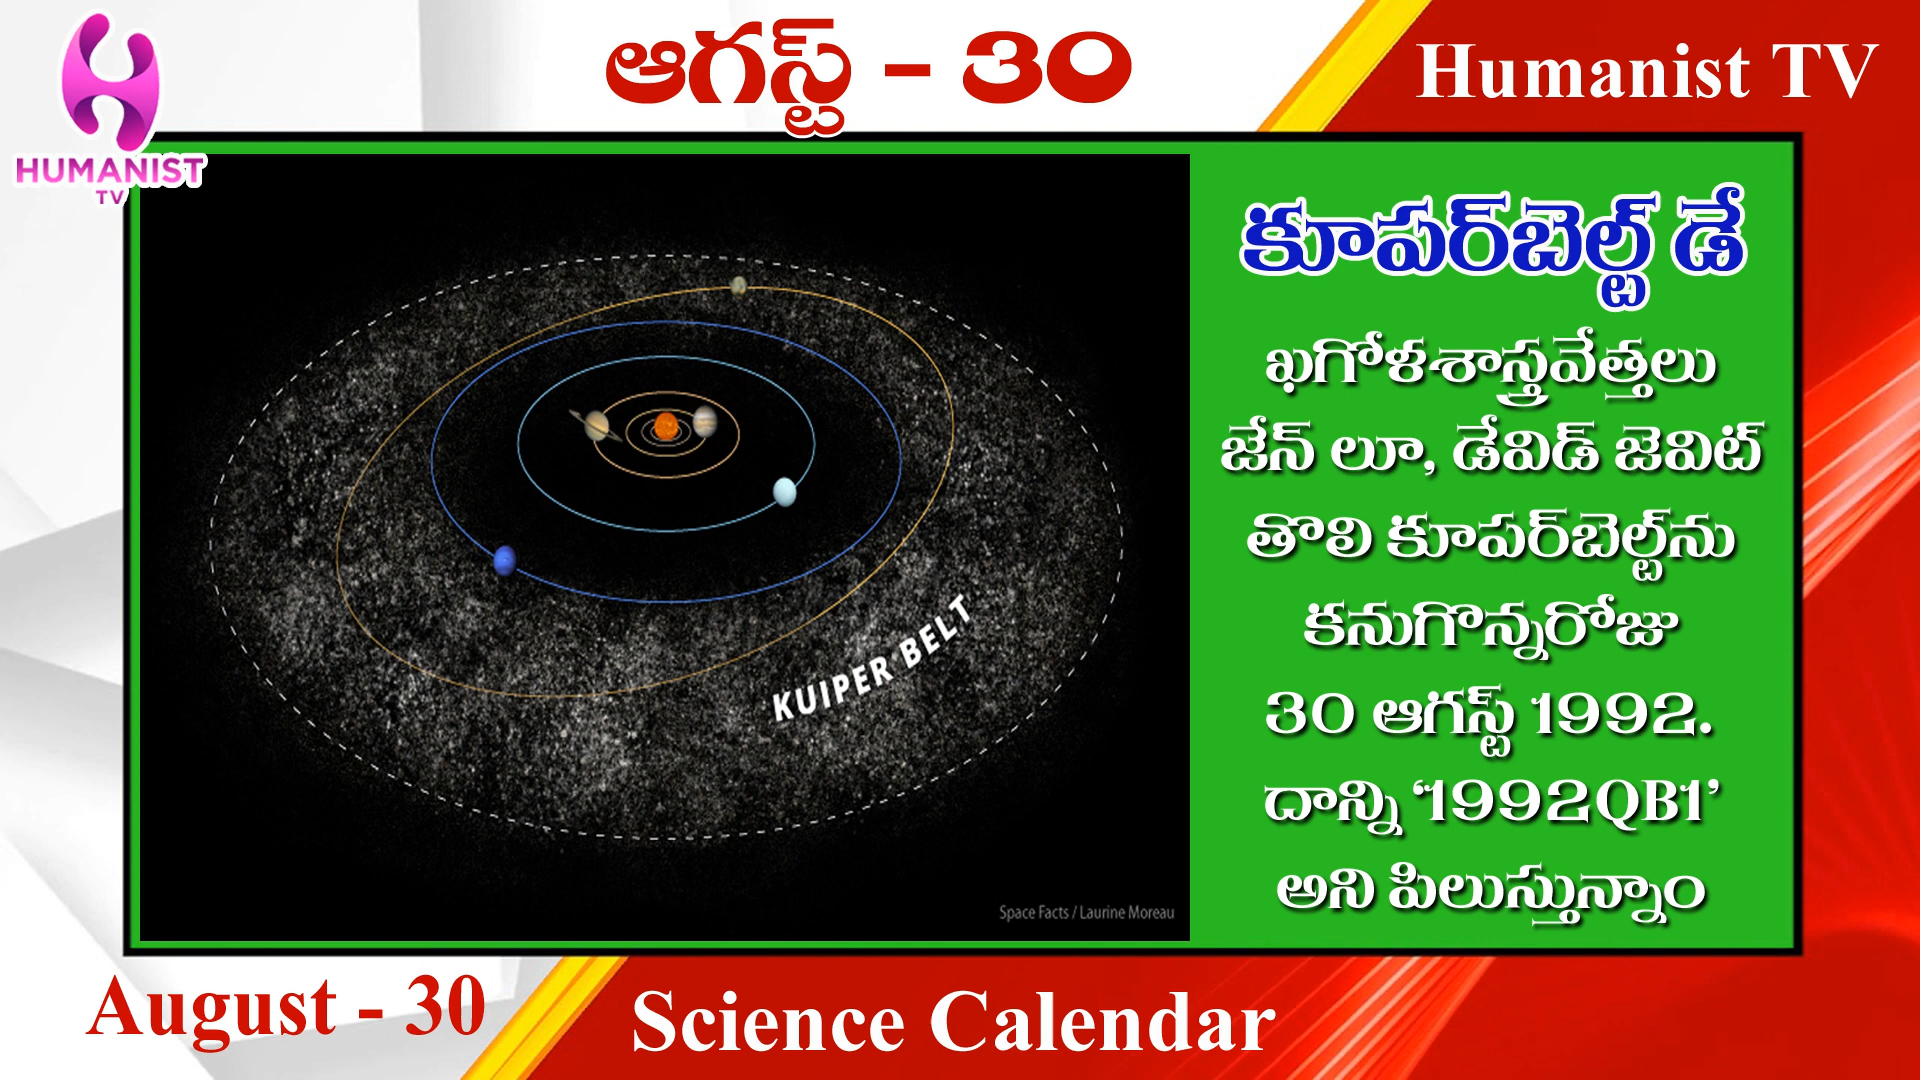 HUMANIST
TV
ఆగస్ట్ - 30
Humanist TV
కూపర్‌బెల్ట్ డే
ఖగోళశాస్త్రవేత్తలు
జేన్ లూ, డేవిడ్ జెవిట్
తొలి కూపర్‌బెల్ట్‌ను
కనుగొన్నరోజు
30 ఆగస్ట్ 1992.
దాన్ని ‘1992QB1’
అని పిలుస్తున్నాం
KUIPER BELT
Space Facts / Laurine Moreau
August - 30
Science Calendar